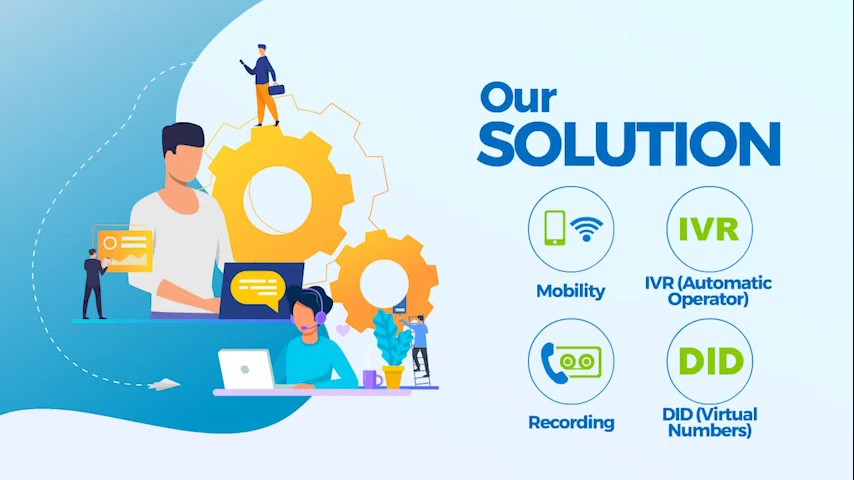 Our
SOLUTION
IVR
Mobility
IVR (Automatic
Operator)
DID
Recording
DID (Virtual
Numbers)